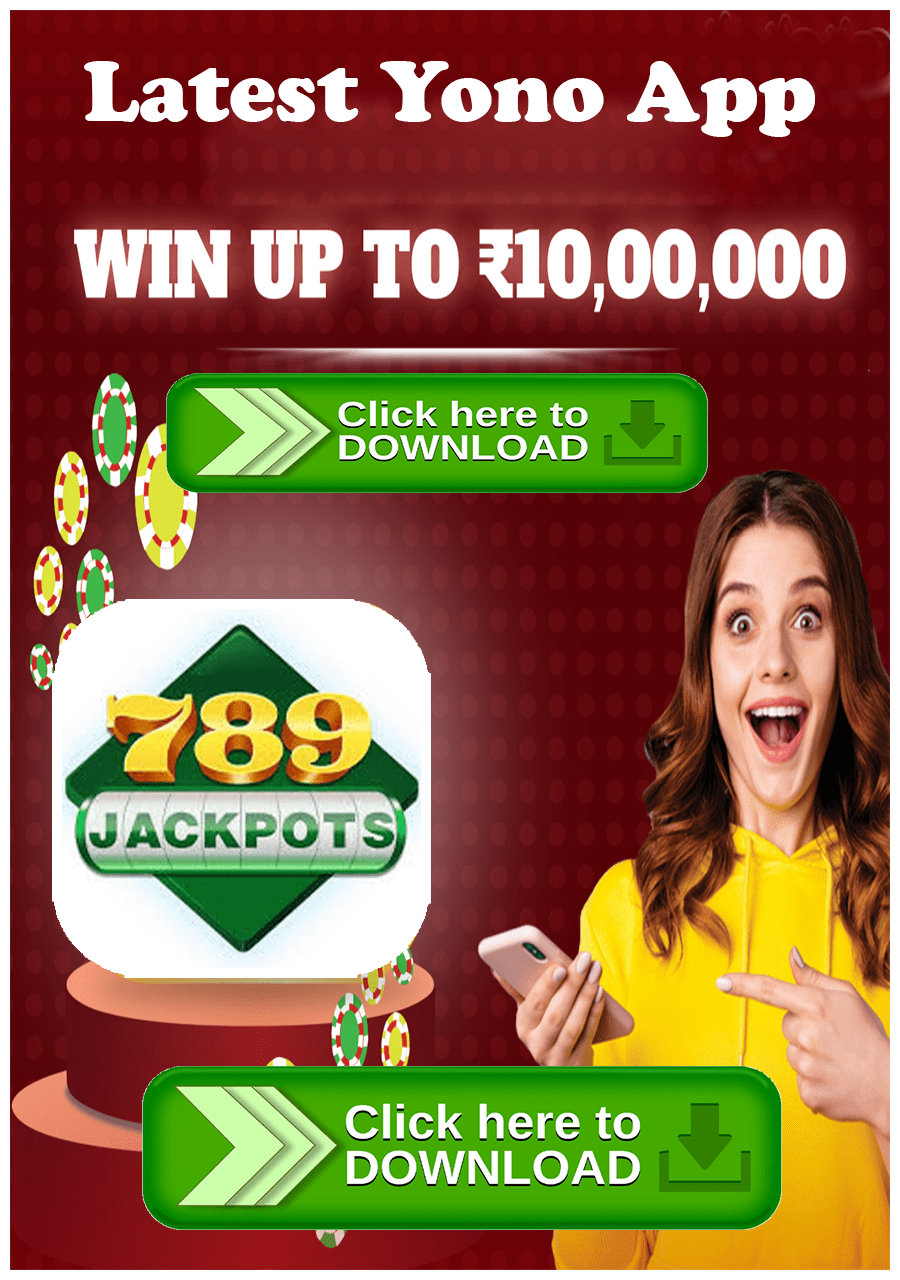 Latest Yono App
WIN UP TO ₹10,00,000
Click here to
DOWNLOAD
789
JACKPOTS
Click here to
DOWNLOAD